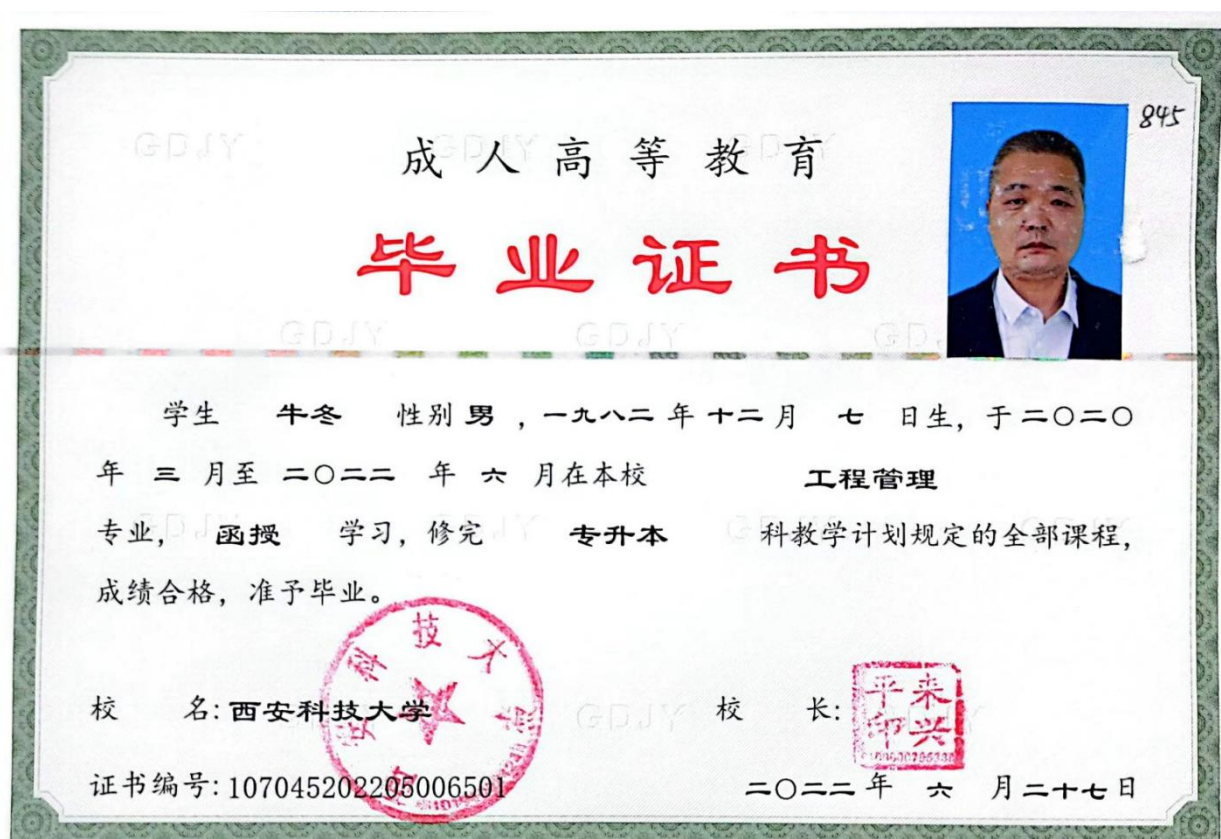 845
成人高等教育
毕业证书
学生 牛冬 性别 男 ，一九八二 年 十二 月 七 日生，于二〇二〇
年 三 月至 二〇二二 年 六 月在本校 工程管理
专业， 函授 学习，修完 专升本 科教学计划规定的全部课程，
成绩合格，准予毕业。
校 名：西安科技大学 校 长：
来兴平印
证书编号：107045202205006501 二〇二二 年 六 月 二十七 日
GDJY